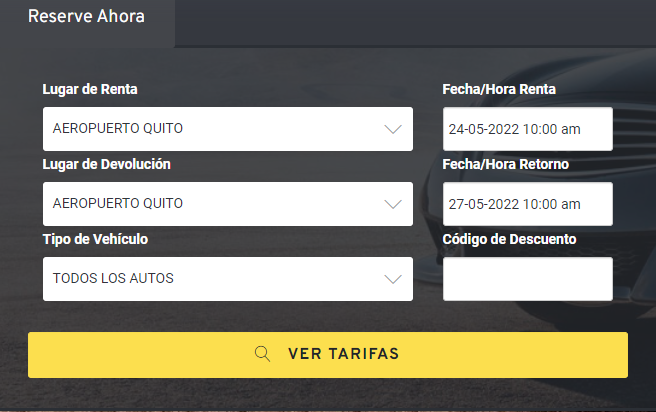 Reserve Ahora
Lugar de Renta
Fecha/Hora Renta
AEROPUERTO QUITO
24-05-2022 10:00 am
Lugar de Devolución
Fecha/Hora Retorno
AEROPUERTO QUITO
27-05-2022 10:00 am
Tipo de Vehículo
Código de Descuento
TODOS LOS AUTOS
VER TARIFAS